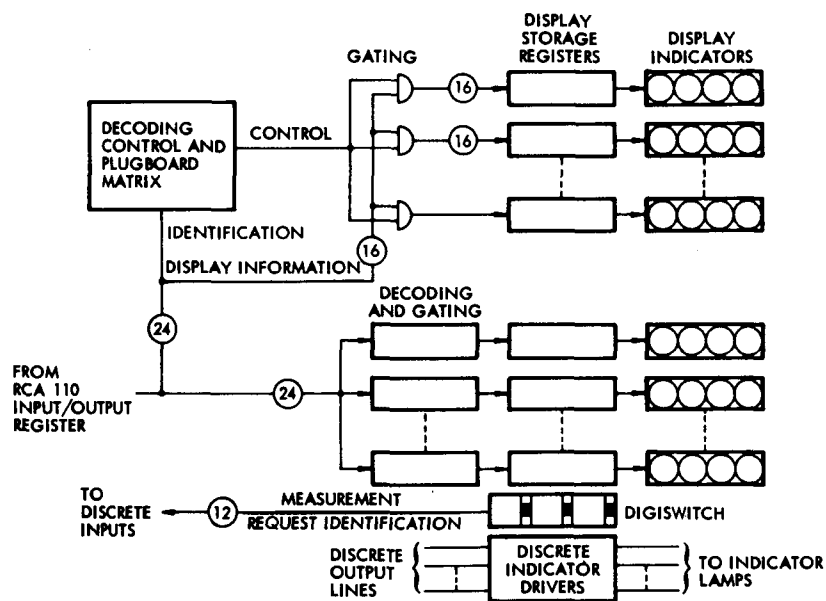 DISPLAY
STORAGE
REGISTERS
DISPLAY
INDICATORS
GATING
16
DECODING
CONTROL AND
PLUGBOARD
MATRIX
CONTROL
16
IDENTIFICATION
16
DISPLAY INFORMATION
24
DECODING
AND GATING
FROM
RCA 110
INPUT/OUTPUT
REGISTER
24
TO
DISCRETE
INPUTS
12
MEASUREMENT
REQUEST IDENTIFICATION
DIGISWITCH
DISCRETE
OUTPUT
LINES
DISCRETE
INDICATOR
DRIVERS
TO INDICATOR
LAMPS